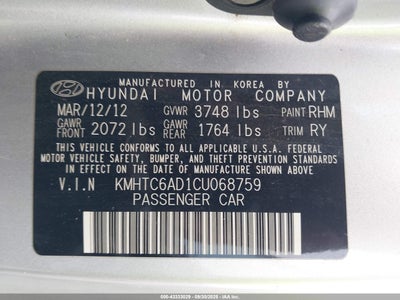 MANUFACTURED IN KOREA BY
HYUNDAI MOTOR COMPANY
MAR/12/12 GVWR 3748 lbs PAINT RHM
GAWR FRONT 2072 lbs GAWR REAR 1764 lbs TRIM RY
THIS VEHICLE CONFORMS TO ALL APPLICABLE U.S.FEDERAL
MOTOR VEHICLE SAFETY, BUMPER, AND THEFT PREVENTION
STANDARDS IN EFFECT ON THE DATE OF MANUFACTURE SHOWN ABOVE.
V.I.N KMHTC6AD1CU068759
PASSENGER CAR